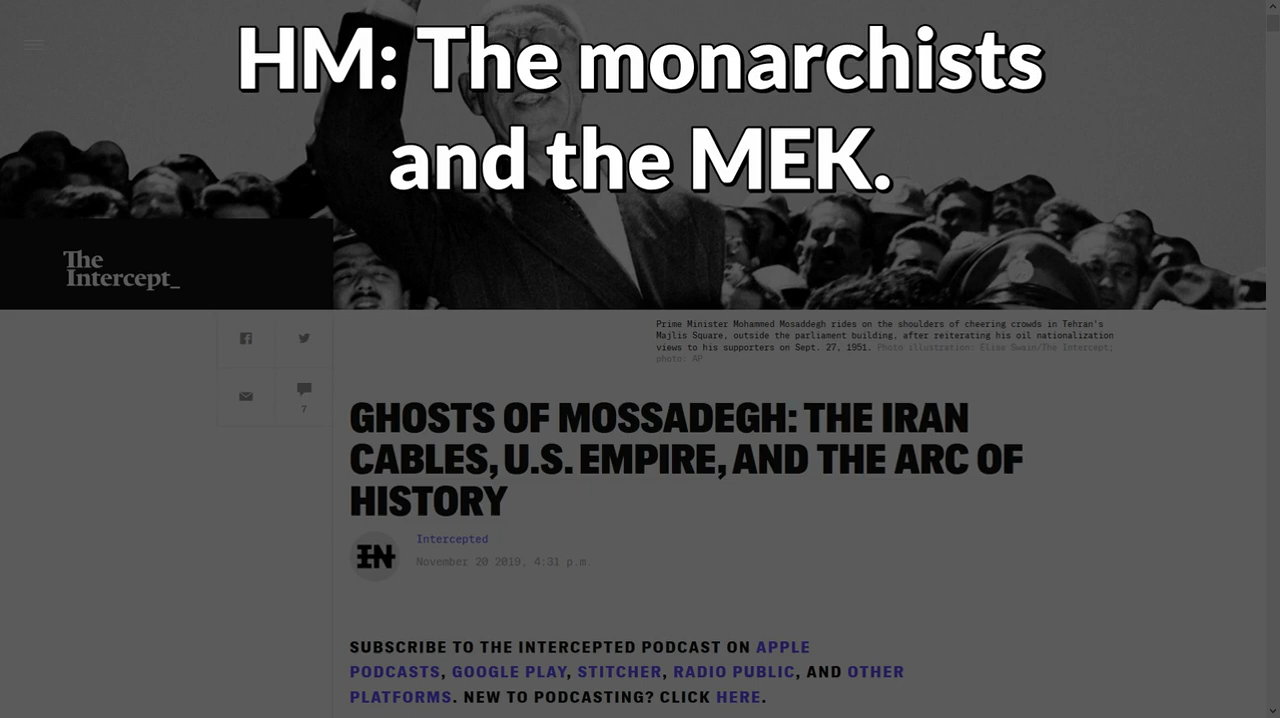 HM: The monarchists
and the MEK.
The
Intercept_
Prime Minister Mohammed Mosaddegh rides on the shoulders of cheering crowds in Tehran's
Majlis Square, outside the parliament building, after reiterating his oil nationalization
views to his supporters on Sept. 27, 1951. Photo illustration: Elise Swain/The Intercept;
photo: AP
7
GHOSTS OF MOSSADEGH: THE IRAN
CABLES, U.S. EMPIRE, AND THE ARC OF
HISTORY
IN
Intercepted
November 20 2019, 4:31 p.m.
SUBSCRIBE TO THE INTERCEPTED PODCAST ON APPLE
PODCASTS, GOOGLE PLAY, STITCHER, RADIO PUBLIC, AND OTHER
PLATFORMS. NEW TO PODCASTING? CLICK HERE.